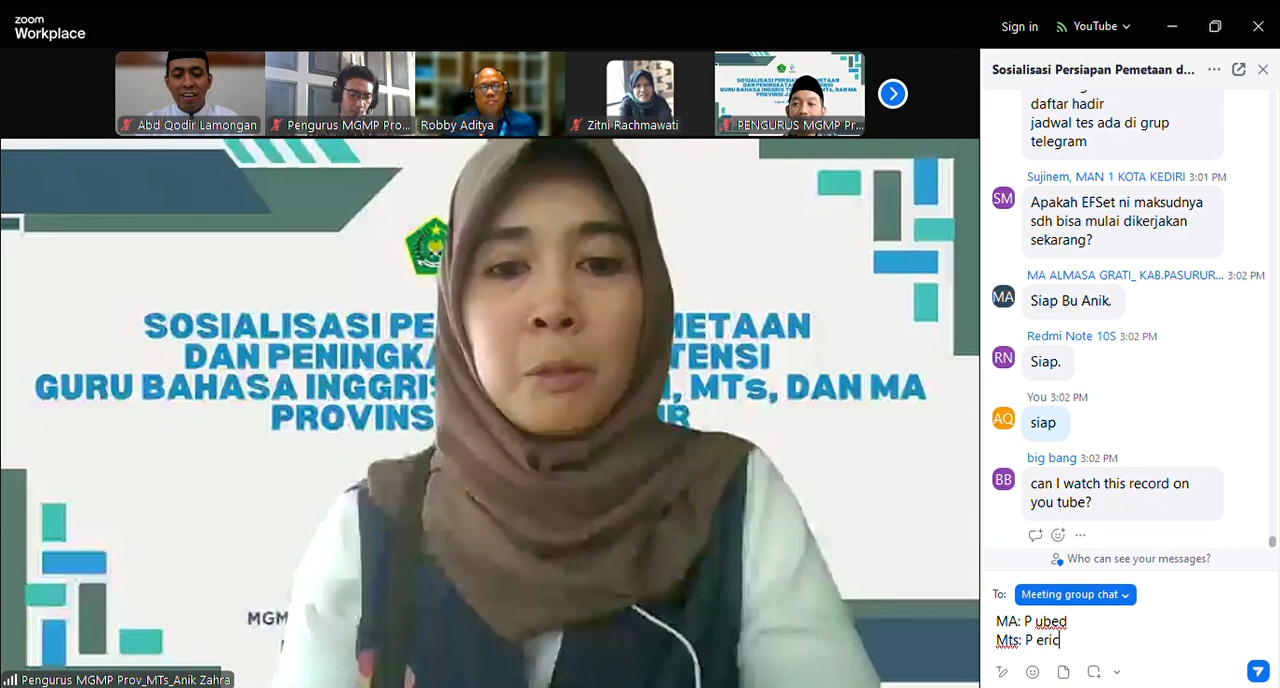 zoom
Workplace
Sign in
YouTube
Abd Qodir Lamongan
Pengurus MGMP Pro...
Robby Aditya
Zitni Rachmawati
PENGURUS MGMP Pr...
SOSIALISASI PE METAAN
DAN PENINGKA TENSI
GURU BAHASA INGGRIS , MTs, DAN MA
PROVINS R
MGM
Pengurus MGMP Prov_MTs_Anik Zahra
Sosialisasi Persiapan Pemetaan d...
daftar hadir
jadwal tes ada di grup
telegram
Sujinem, MAN 1 KOTA KEDIRI 3:01 PM
SM
Apakah EFSet ni maksudnya
sdh bisa mulai dikerjakan
sekarang?
MA ALMASA GRATI_ KAB.PASURUR... 3:02 PM
MA
Siap Bu Anik.
Redmi Note 10S 3:02 PM
RN
Siap.
You 3:02 PM
AQ
siap
big bang 3:02 PM
BB
can I watch this record on
you tube?
Who can see your messages?
To: Meeting group chat
MA: P ubed
Mts: P eric